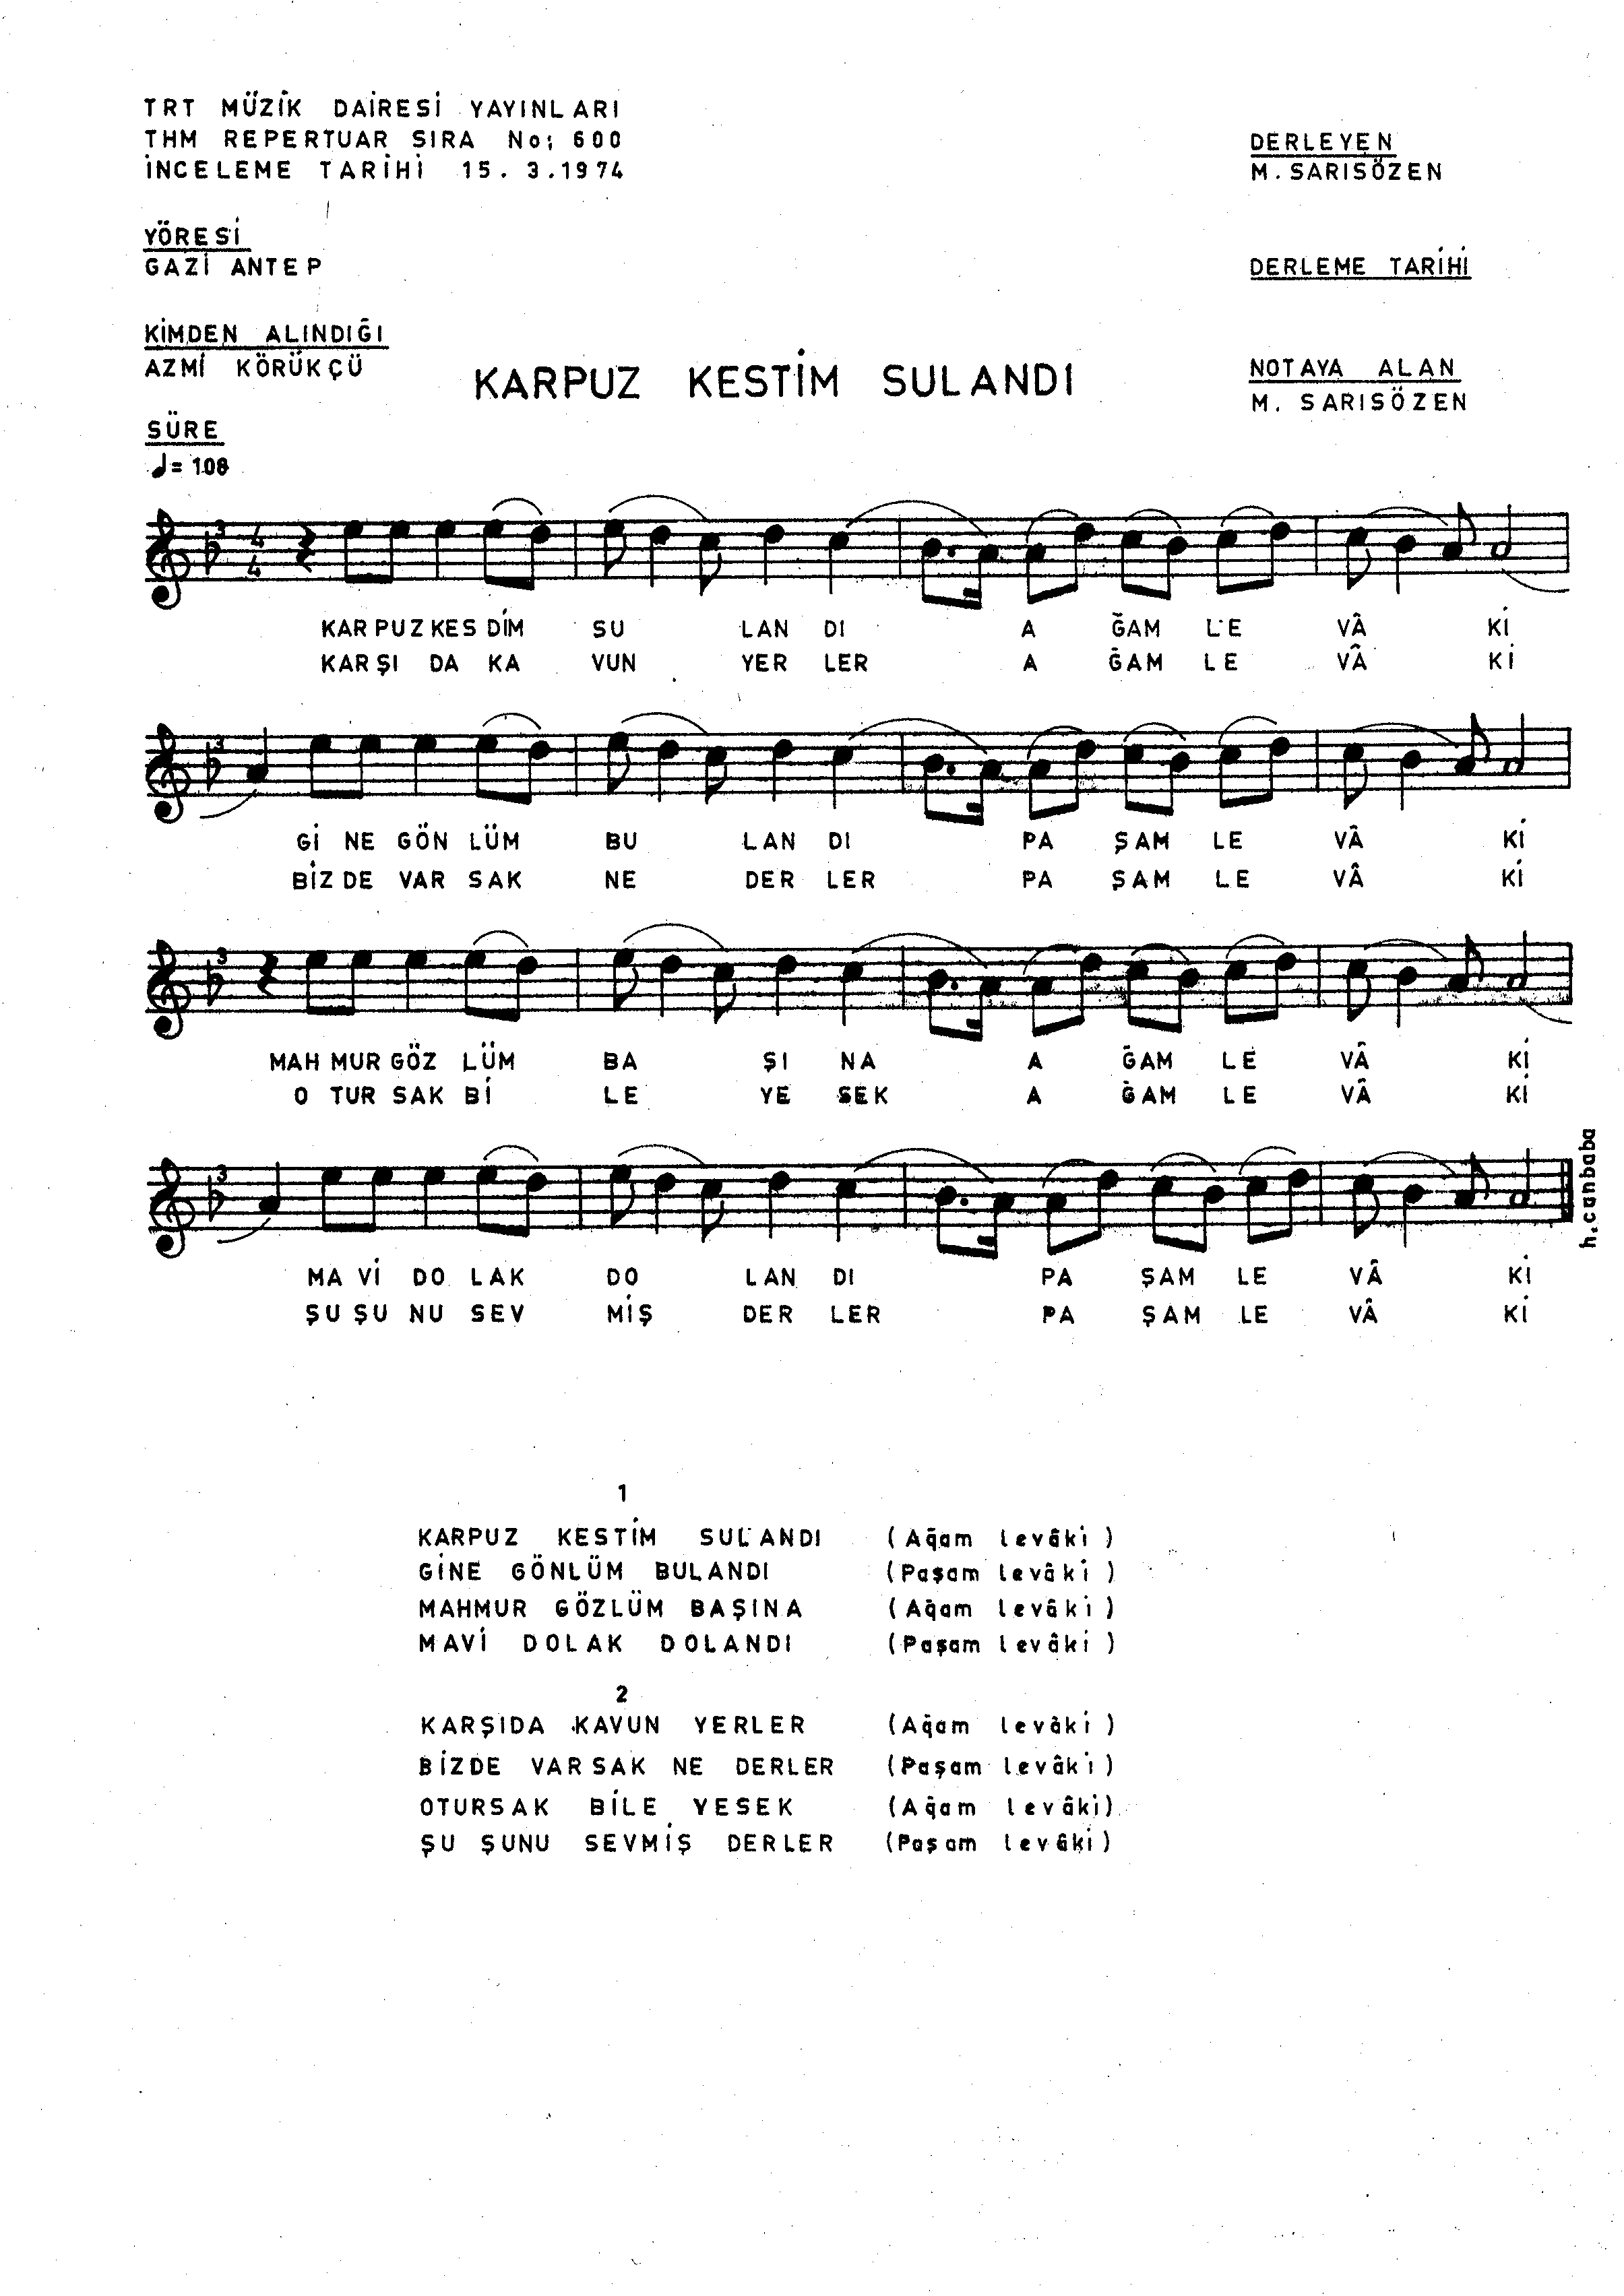 TRT MÜZİK DAİRESİ YAYINLARI
THM REPERTUAR SIRA No; 600
İNCELEME TARİHİ 15. 3.1974
DERLEYEN
M. SARISÖZEN
YÖRESİ
GAZİ ANTEP
DERLEME TARİHİ
KİMDEN ALINDIĞI
AZMİ KÖRÜKÇÜ
KARPUZ KESTİM SULANDI
NOTAYA ALAN
M. SARISÖZEN
SÜRE
♩= 108
3 4 4
KAR PUZ KES DİM SU LAN DI A ĞAM LE VÂ Kİ
KAR ŞI DA KA VUN YER LER A ĞAM LE VÂ Kİ
3
Gİ NE GÖN LÜM BU LAN DI PA ŞAM LE VÂ Kİ
BİZ DE VAR SAK NE DER LER PA ŞAM LE VÂ Kİ
3
MAH MUR GÖZ LÜM BA ŞI NA A ĞAM LE VÂ Kİ
O TUR SAK Bİ LE YE SEK A ĞAM LE VÂ Kİ
3
h.canbaba
MA Vİ DO LAK DO LAN DI PA ŞAM LE VÂ Kİ
ŞU ŞU NU SEV MİŞ DER LER PA ŞAM LE VÂ Kİ
1
KARPUZ KESTİM SULANDI (Ağam levâki)
GİNE GÖNLÜM BULANDI (Paşam levâki)
MAHMUR GÖZLÜM BAŞINA (Ağam levâki)
MAVİ DOLAK DOLANDI (Paşam levâki)
2
KARŞIDA KAVUN YERLER (Ağam levâki)
BİZDE VARSAK NE DERLER (Paşam levâki)
OTURSAK BİLE YESEK (Ağam levâki)
ŞU ŞUNU SEVMİŞ DERLER (Paşam levâki)